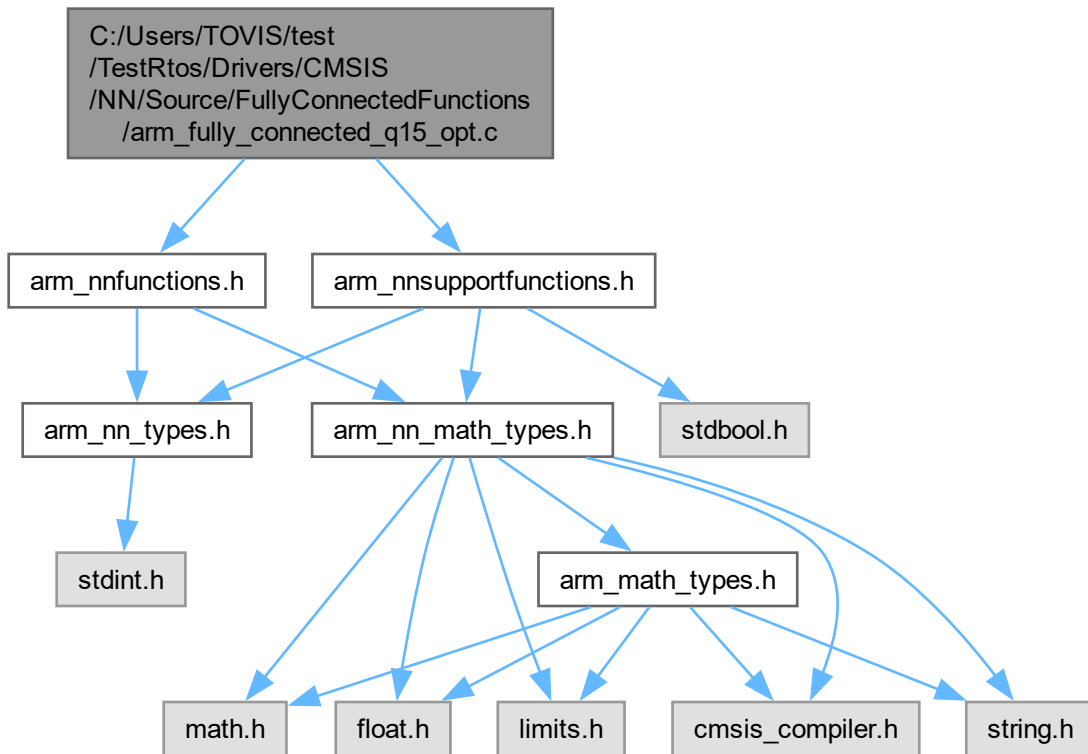 C:/Users/TOVIS/test
/TestRtos/Drivers/CMSIS
/NN/Source/FullyConnectedFunctions
/arm_fully_connected_q15_opt.c
arm_nnfunctions.h
arm_nnsupportfunctions.h
arm_nn_types.h
arm_nn_math_types.h
stdbool.h
stdint.h
arm_math_types.h
math.h
float.h
limits.h
cmsis_compiler.h
string.h